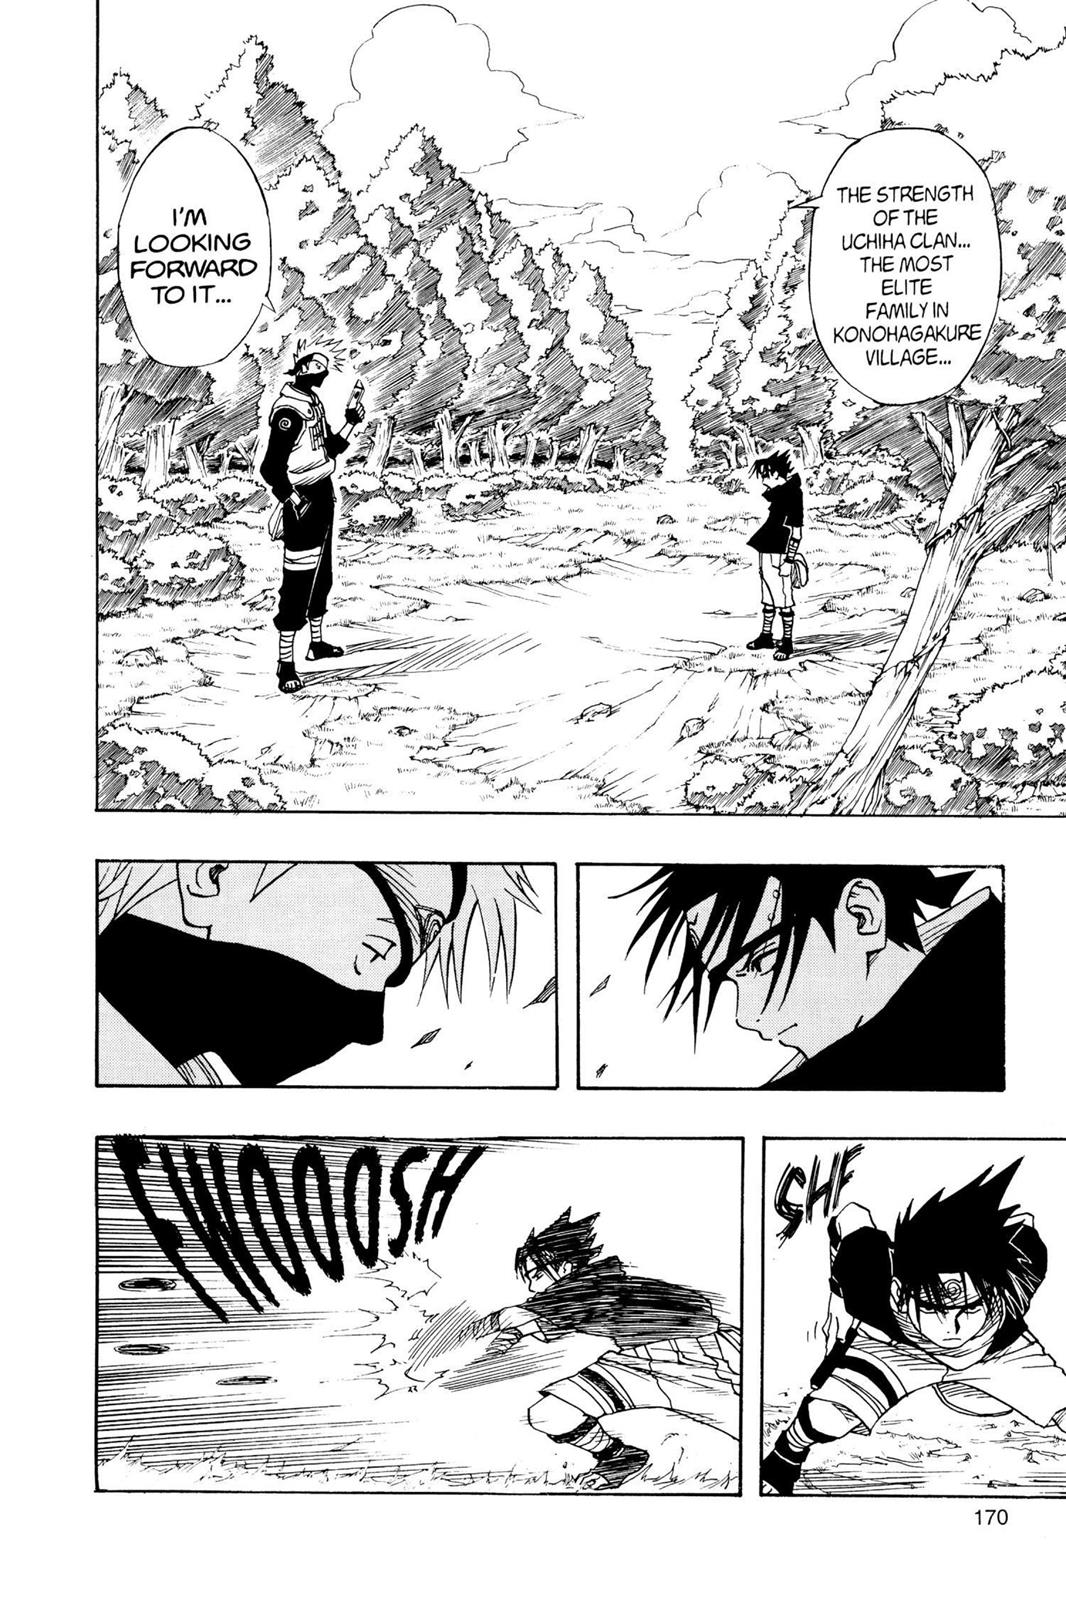 THE STRENGTH
OF THE
UCHIHA CLAN...
THE MOST
ELITE
FAMILY IN
KONOHAGAKURE
VILLAGE...
I'M
LOOKING
FORWARD
TO IT...
SHF
FWOOOOSH
170